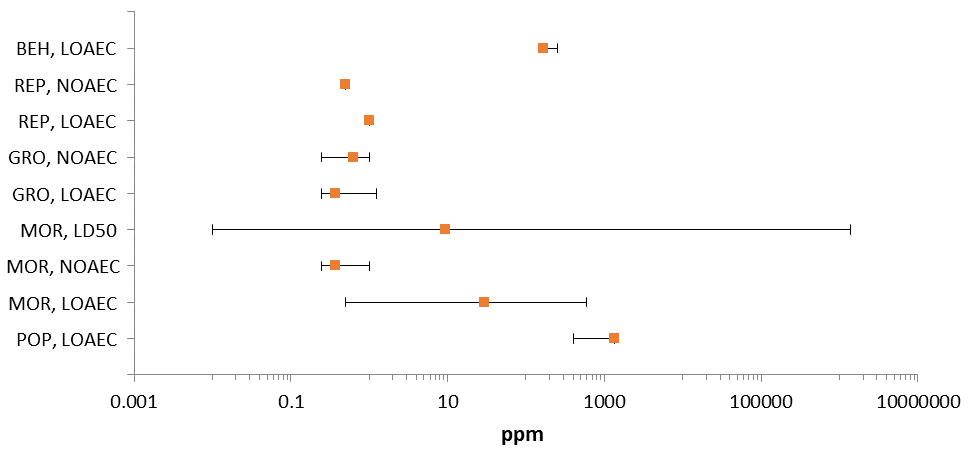 BEH, LOAEC
REP, NOAEC
REP, LOAEC
GRO, NOAEC
GRO, LOAEC
MOR, LD50
MOR, NOAEC
MOR, LOAEC
POP, LOAEC
0.001 0.1 10 1000 100000 10000000
ppm